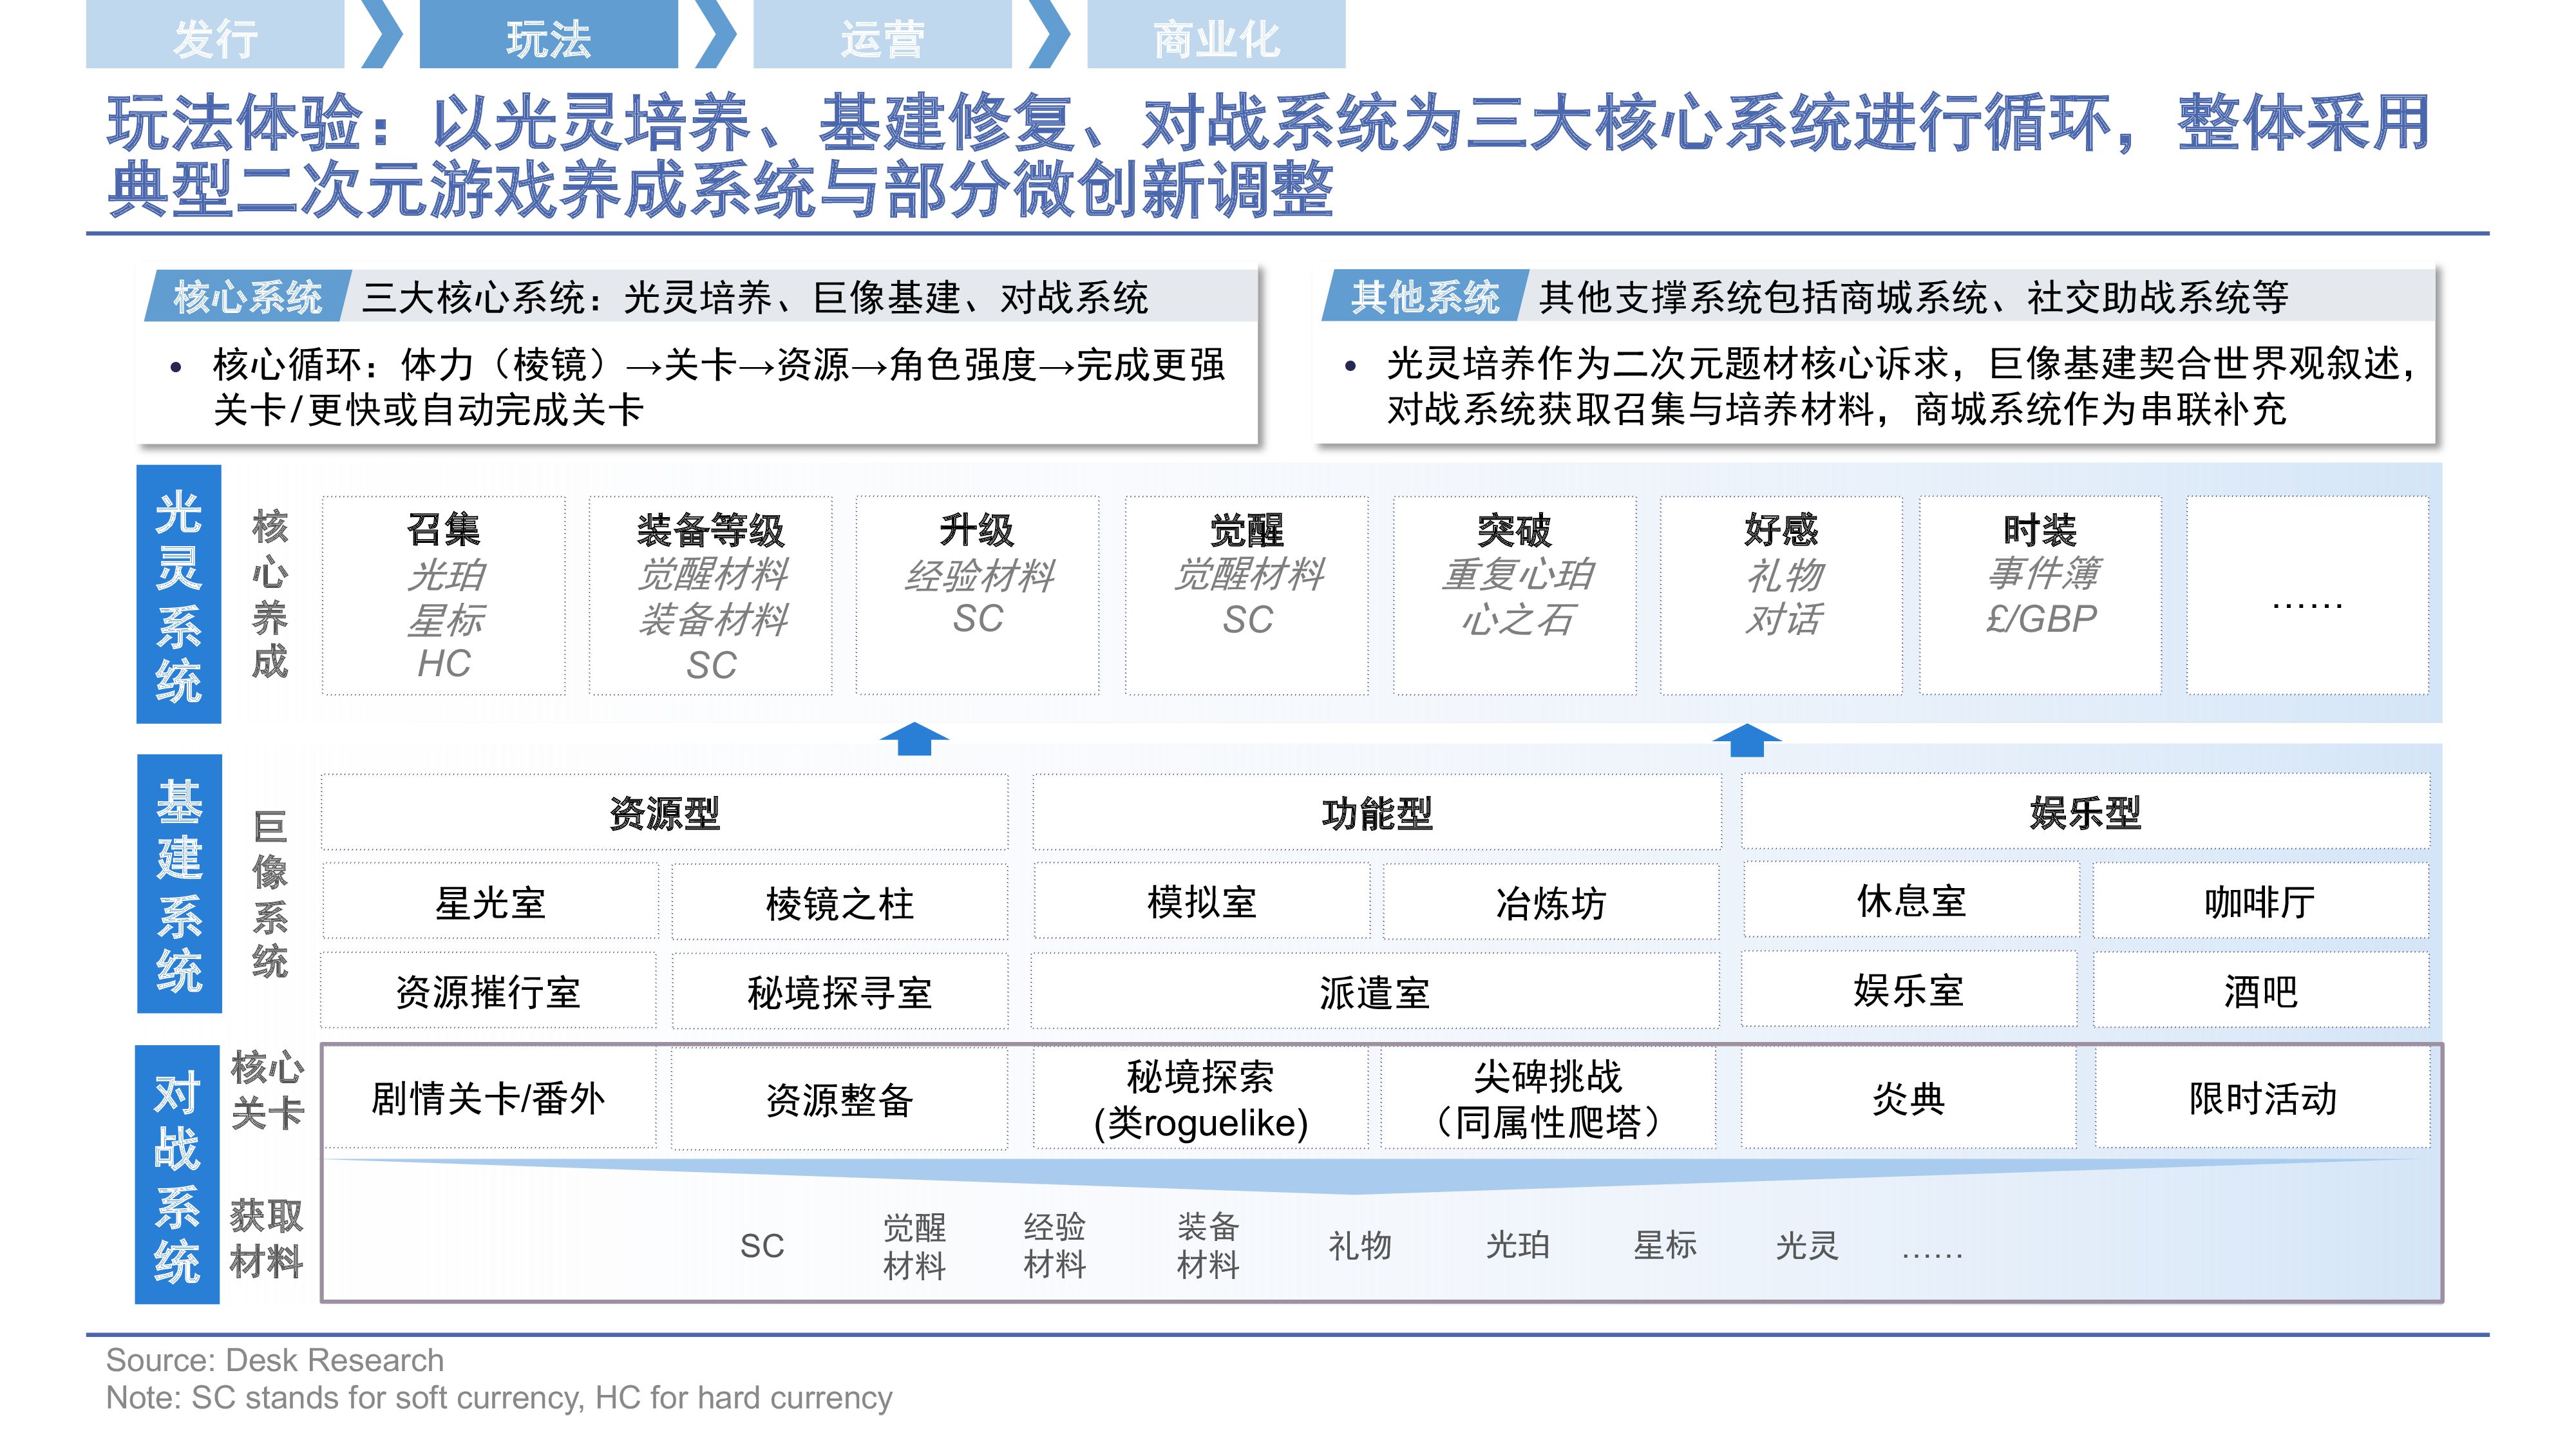 发行
玩法
运营
商业化
玩法体验：以光灵培养、基建修复、对战系统为三大核心系统进行循环，整体采用
典型二次元游戏养成系统与部分微创新调整
核心系统
三大核心系统：光灵培养、巨像基建、对战系统
• 核心循环：体力（棱镜）→关卡→资源→角色强度→完成更强
关卡/更快或自动完成关卡
其他系统
其他支撑系统包括商城系统、社交助战系统等
• 光灵培养作为二次元题材核心诉求，巨像基建契合世界观叙述，
对战系统获取召集与培养材料，商城系统作为串联补充
光灵系统
核心养成
召集
光珀
星标
HC
装备等级
觉醒材料
装备材料
SC
升级
经验材料
SC
觉醒
觉醒材料
SC
突破
重复心珀
心之石
好感
礼物
对话
时装
事件簿
£/GBP
……
基建系统
巨像系统
资源型
功能型
娱乐型
星光室
棱镜之柱
模拟室
冶炼坊
休息室
咖啡厅
资源摧行室
秘境探寻室
派遣室
娱乐室
酒吧
对战系统
核心
关卡
剧情关卡/番外
资源整备
秘境探索
(类roguelike)
尖碑挑战
（同属性爬塔）
炎典
限时活动
获取
材料
SC
觉醒
材料
经验
材料
装备
材料
礼物
光珀
星标
光灵
……
Source: Desk Research
Note: SC stands for soft currency, HC for hard currency